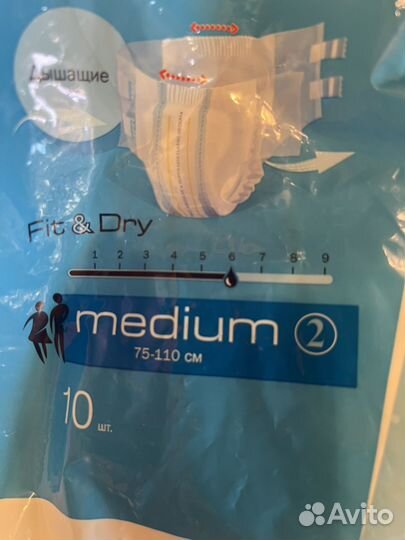 Дышащие
Fit & Dry
1 2 3 4 5 6 7 8 9
medium 2
75-110 см
10 шт.
Avito